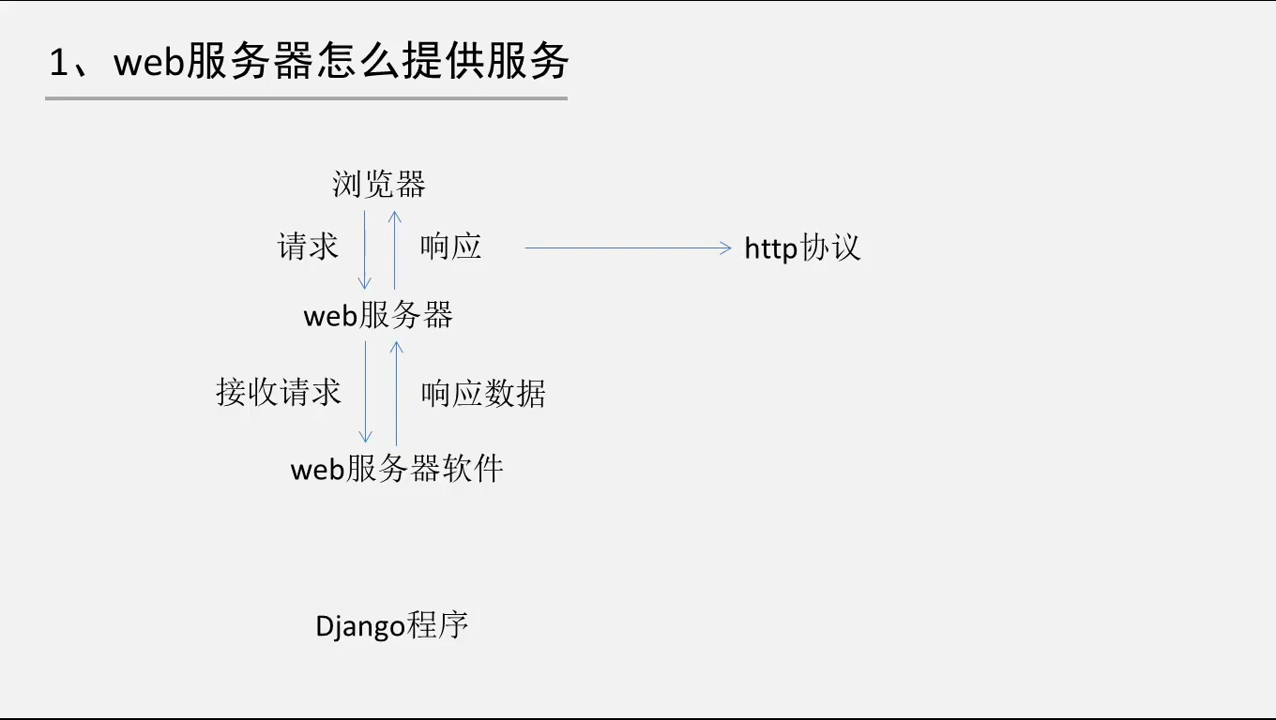 1、web服务器怎么提供服务
浏览器
请求
响应
http协议
web服务器
接收请求
响应数据
web服务器软件
Django程序